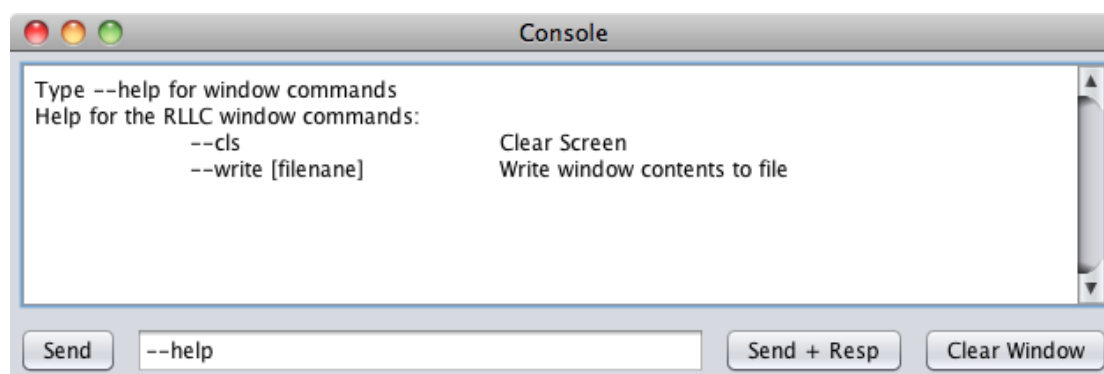 Console
Type --help for window commands
Help for the RLLC window commands:
--cls Clear Screen
--write [filenane] Write window contents to file
Send --help Send + Resp Clear Window